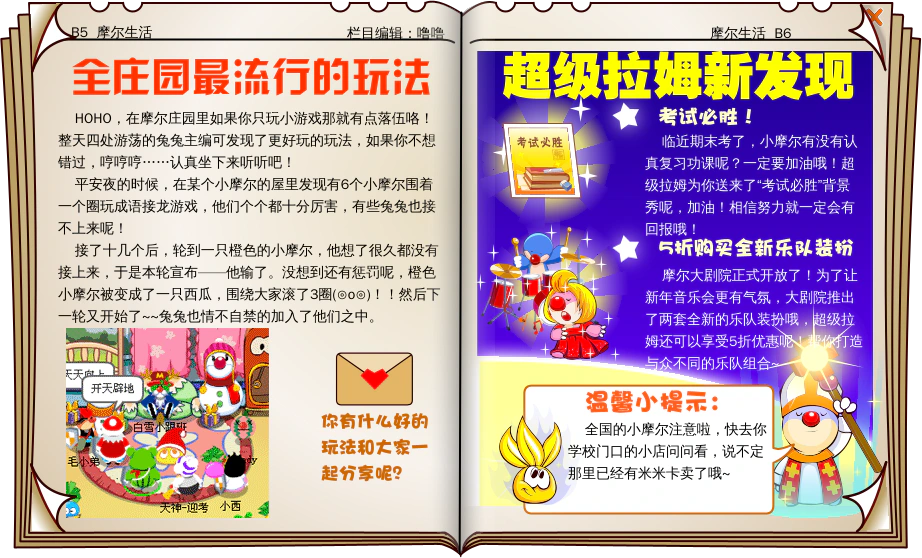 B5 摩尔生活
栏目编辑：噜噜
全庄园最流行的玩法
HOHO，在摩尔庄园里如果你只玩小游戏那就有点落伍咯！
整天四处游荡的兔兔主编可发现了更好玩的玩法，如果你不想
错过，哼哼哼……认真坐下来听听吧！
平安夜的时候，在某个小摩尔的屋里发现有6个小摩尔围着
一个圈玩成语接龙游戏，他们个个都十分厉害，有些兔兔也接
不上来呢！
接了十几个后，轮到一只橙色的小摩尔，他想了很久都没有
接上来，于是本轮宣布——他输了。没想到还有惩罚呢，橙色
小摩尔被变成了一只西瓜，围绕大家滚了3圈(⊙o⊙)！！然后下
一轮又开始了~~兔兔也情不自禁的加入了他们之中。
天天向上
开天辟地
白雪小跟班
毛小弟
天神-迎考
小西
你有什么好的
玩法和大家一
起分享呢?
摩尔生活 B6
超级拉姆新发现
考试必胜
考试必胜！
临近期末考了，小摩尔有没有认
真复习功课呢？一定要加油哦！超
级拉姆为你送来了“考试必胜”背景
秀呢，加油！相信努力就一定会有
回报哦！
5折购买全新乐队装扮
摩尔大剧院正式开放了！为了让
新年音乐会更有气氛，大剧院推出
了两套全新的乐队装扮哦，超级拉
姆还可以享受5折优惠呢！帮你打造
与众不同的乐队组合~
温馨小提示：
全国的小摩尔注意啦，快去你
学校门口的小店问问看，说不定
那里已经有米米卡卖了哦~